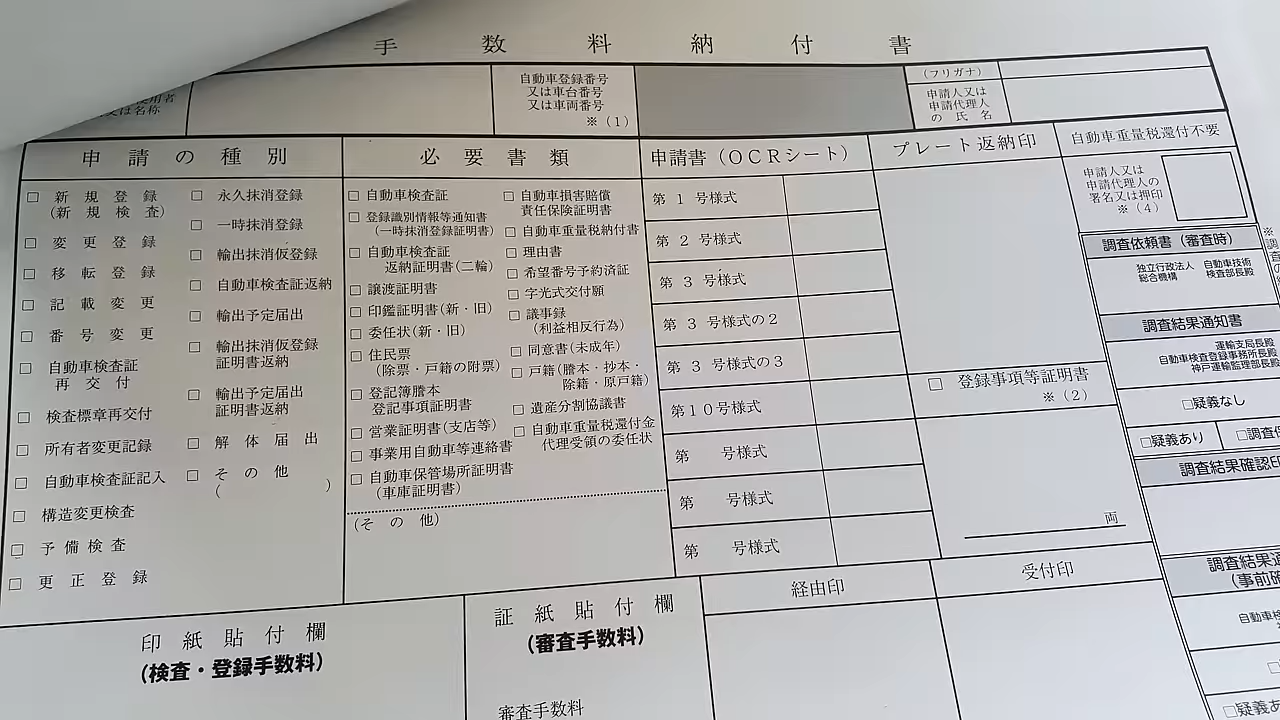 手数料納付書
使用者
又は名称
自動車登録番号
又は車台番号
又は車両番号
※(1)
(フリガナ)
申請人又は
申請代理人
の氏名
申請の種別
□ 新規登録
(新規検査)
□ 変更登録
□ 移転登録
□ 記載変更
□ 番号変更
□ 自動車検査証
再交付
□ 検査標章再交付
□ 所有者変更記録
□ 自動車検査証記入
□ 構造変更検査
□ 予備検査
□ 更正登録
□ 永久抹消登録
□ 一時抹消登録
□ 輸出抹消仮登録
□ 自動車検査証返納
□ 輸出予定届出
□ 輸出抹消仮登録
証明書返納
□ 輸出予定届出
証明書返納
□ 解体届出
□ その他
( )
必要書類
□ 自動車検査証
□ 登録識別情報等通知書
(一時抹消登録証明書)
□ 自動車検査証
返納証明書(二輪)
□ 譲渡証明書
□ 印鑑証明書(新・旧)
□ 委任状(新・旧)
□ 住民票
(除票・戸籍の附票)
□ 登記簿謄本
登記事項証明書
□ 営業証明書(支店等)
□ 事業用自動車等連絡書
□ 自動車保管場所証明書
(車庫証明書)
□ 自動車損害賠償
責任保険証明書
□ 自動車重量税納付書
□ 理由書
□ 希望番号予約済証
□ 字光式交付願
□ 議事録
(利益相反行為)
□ 同意書(未成年)
□ 戸籍(謄本・抄本・
除籍・原戸籍)
□ 遺産分割協議書
□ 自動車重量税還付金
代理受領の委任状
(その他)
申請書(OCRシート)
第1号様式
第2号様式
第3号様式
第3号様式の2
第3号様式の3
第10号様式
第 号様式
第 号様式
第 号様式
プレート返納印
□ 登録事項等証明書
※(2)
両
自動車重量税還付不要
申請人又は
申請代理人の
署名又は押印
※(4)
調査依頼書(審査時)
独立行政法人 自動車技術
総合機構 検査部長殿
調査結果通知書
運輸支局長殿
自動車検査登録事務所長殿
神戸運輸監理部長殿
□疑義なし
□疑義あり
□調査
調査結果確認印
調査結果
(事前
自動車検
□
□疑義あ
印紙貼付欄
(検査・登録手数料)
証紙貼付欄
(審査手数料)
審査手数料
経由印
受付印